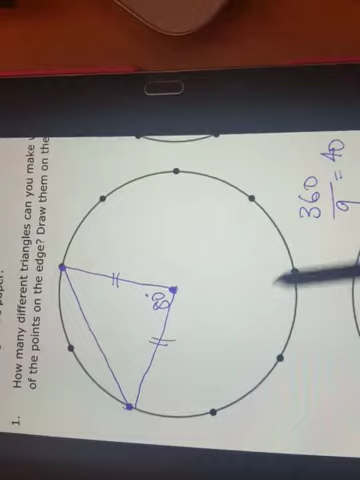 paper.
1. How many different triangles can you make
of the points on the edge? Draw them on the
80°
360
9
= 40